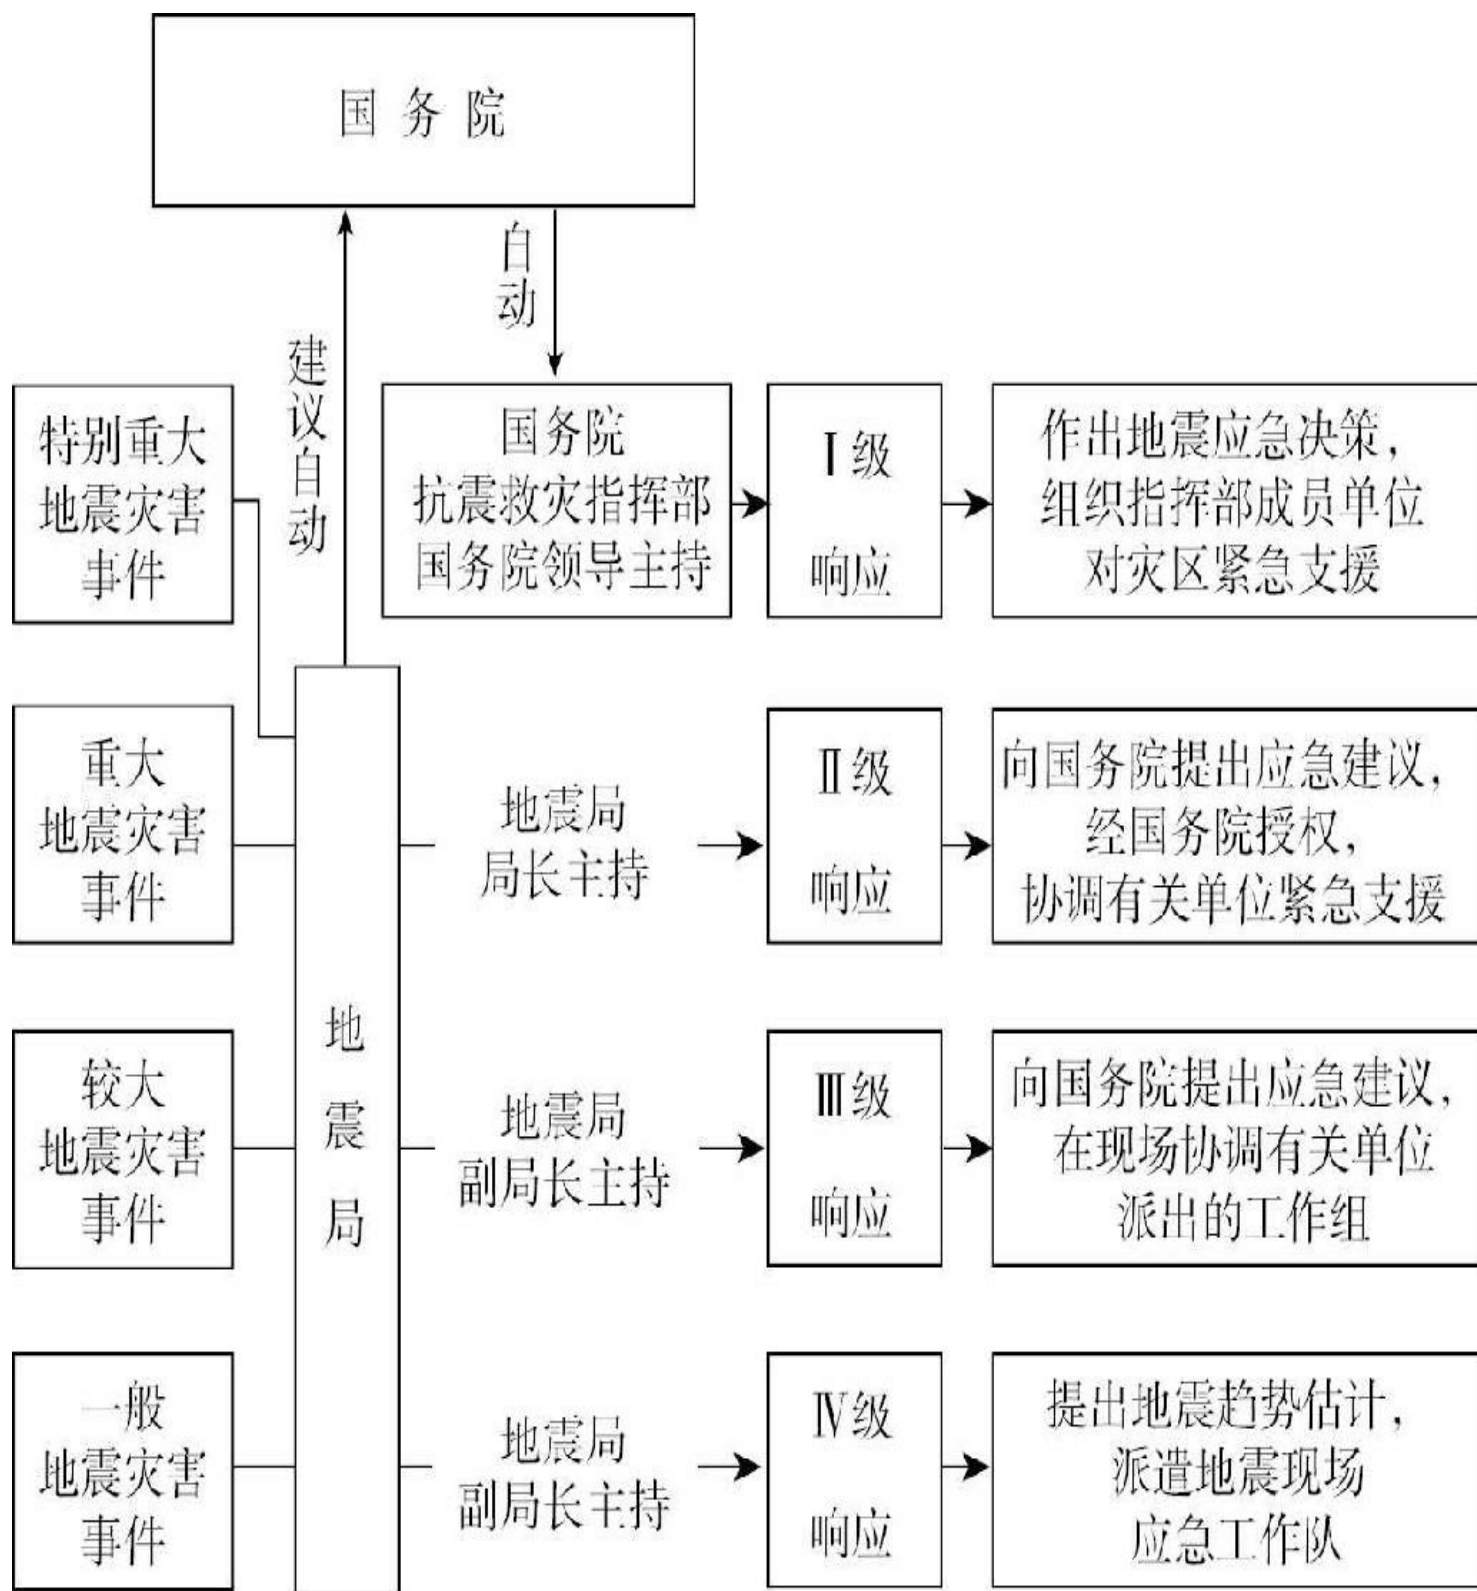 国务院
自动
建议自动
特别重大
地震灾害
事件
国务院
抗震救灾指挥部
国务院领导主持
Ⅰ级
响应
作出地震应急决策,
组织指挥部成员单位
对灾区紧急支援
重大
地震灾害
事件
地震局
局长主持
Ⅱ级
响应
向国务院提出应急建议,
经国务院授权,
协调有关单位紧急支援
地震局
较大
地震灾害
事件
地震局
副局长主持
Ⅲ级
响应
向国务院提出应急建议,
在现场协调有关单位
派出的工作组
一般
地震灾害
事件
地震局
副局长主持
Ⅳ级
响应
提出地震趋势估计,
派遣地震现场
应急工作队